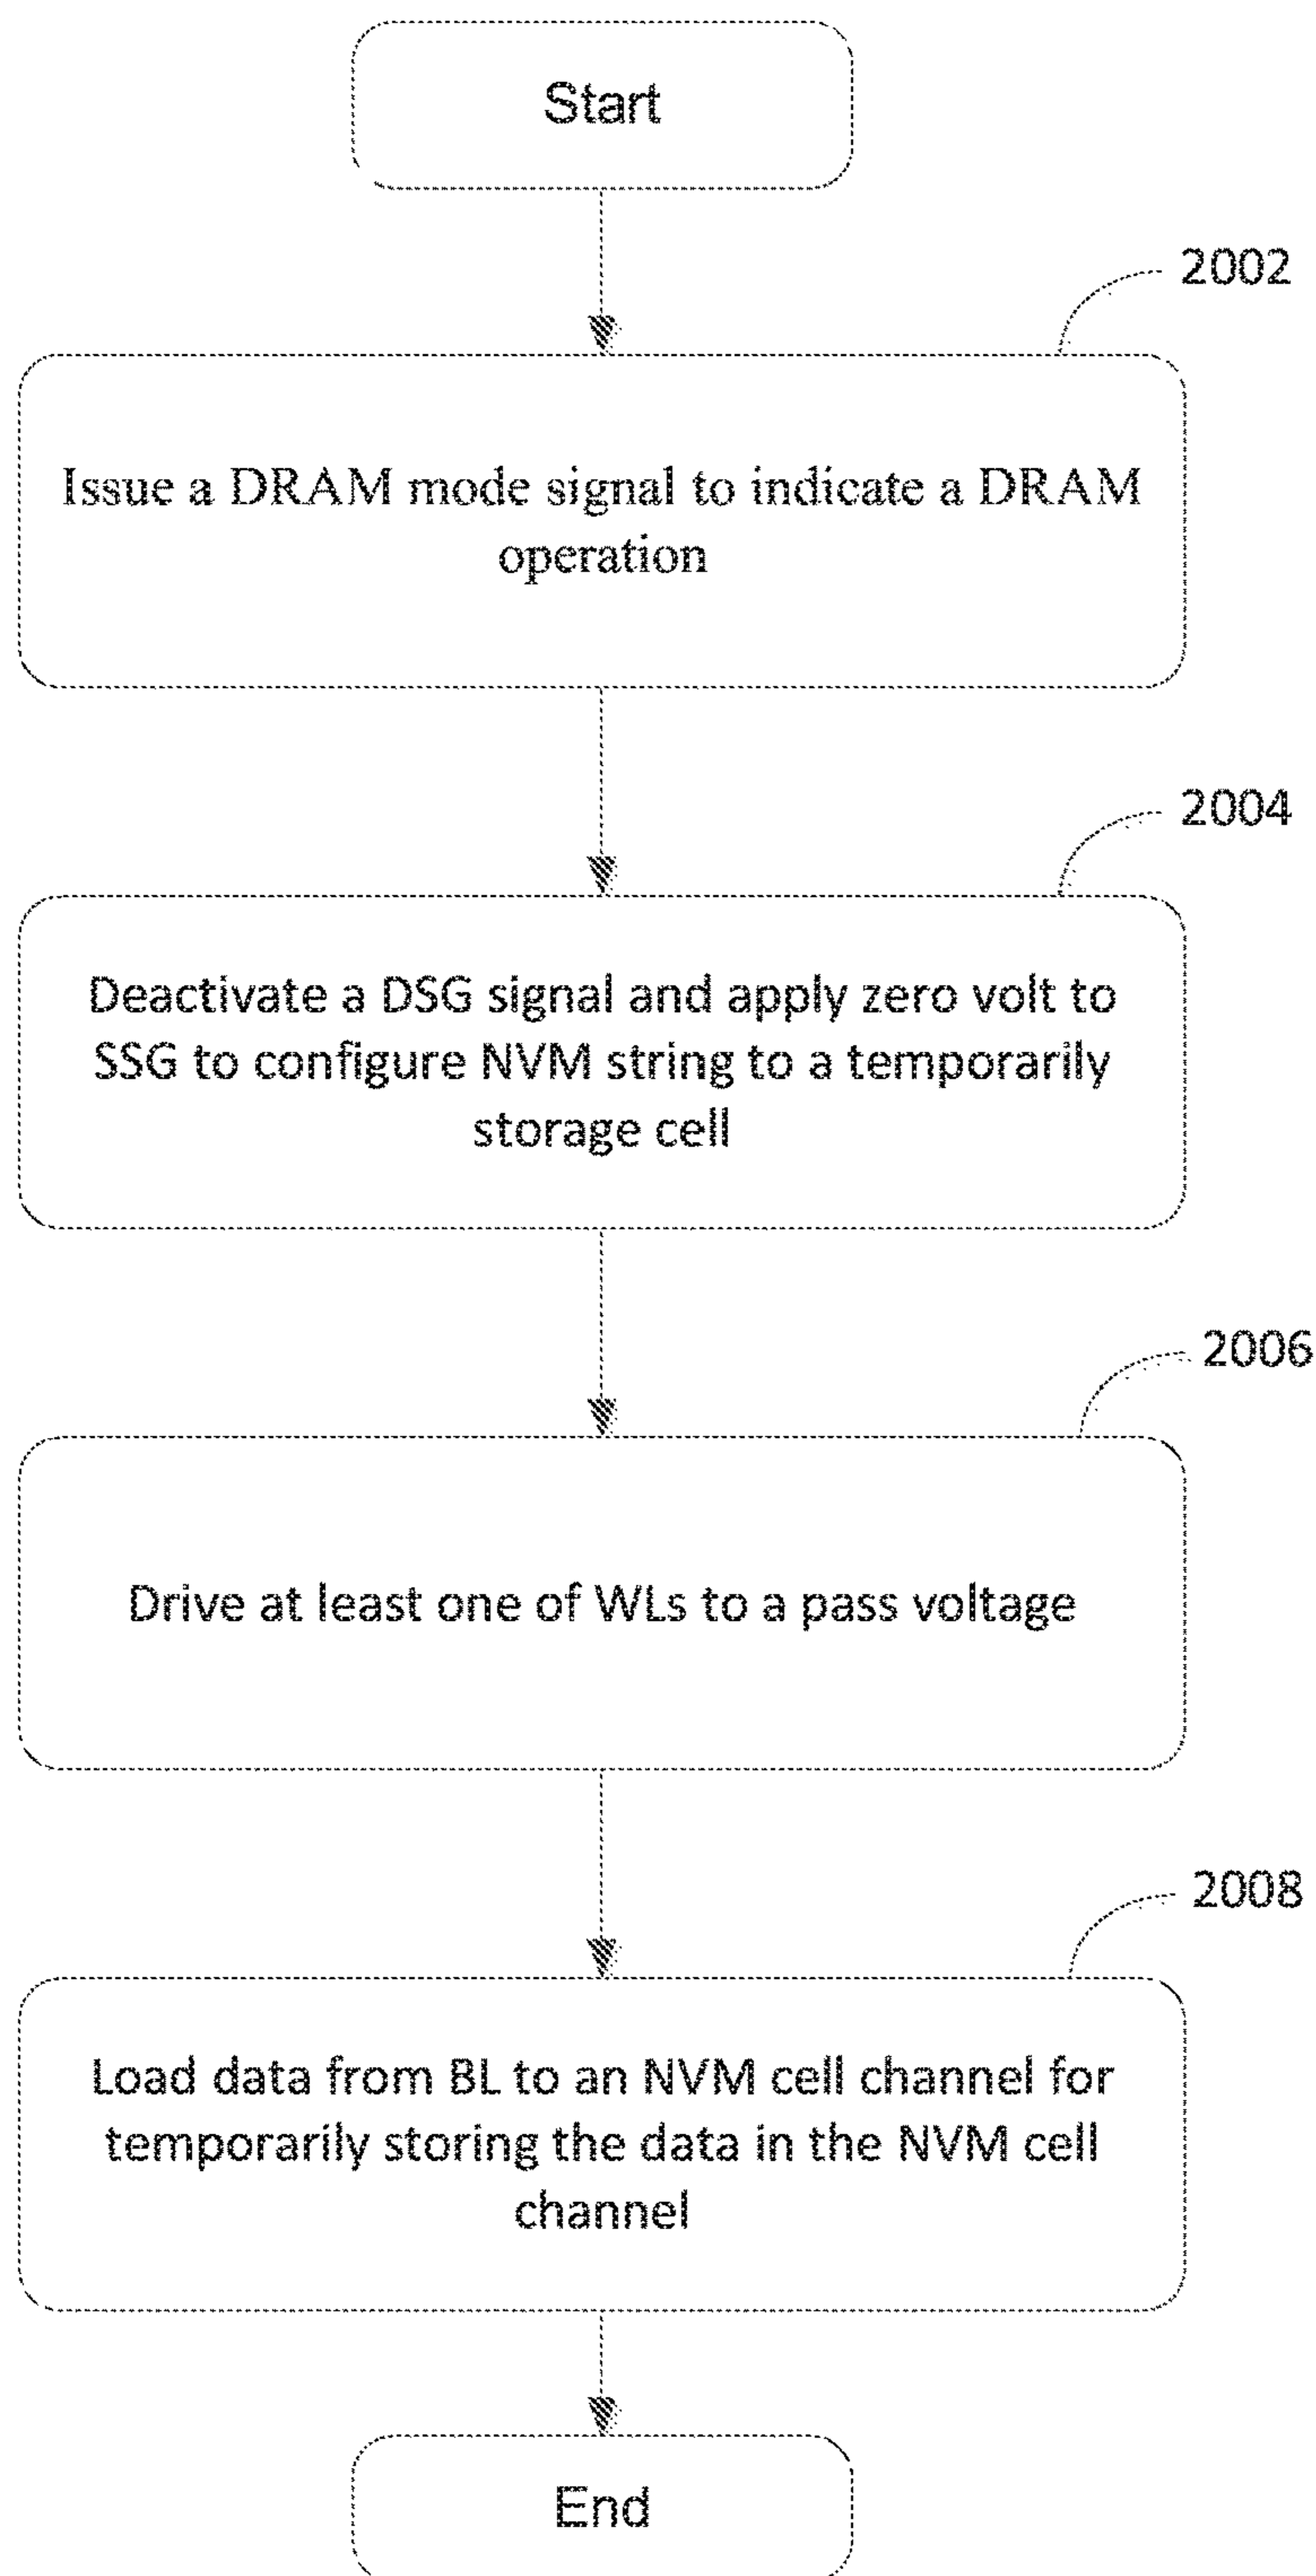 Start
2002
Issue a DRAM mode signal to indicate a DRAM
operation
2004
Deactivate a DSG signal and apply zero volt to
SSG to configure NVM string to a temporarily
storage cell
2006
Drive at least one of WLs to a pass voltage
2008
Load data from BL to an NVM cell channel for
temporarily storing the data in the NVM cell
channel
End